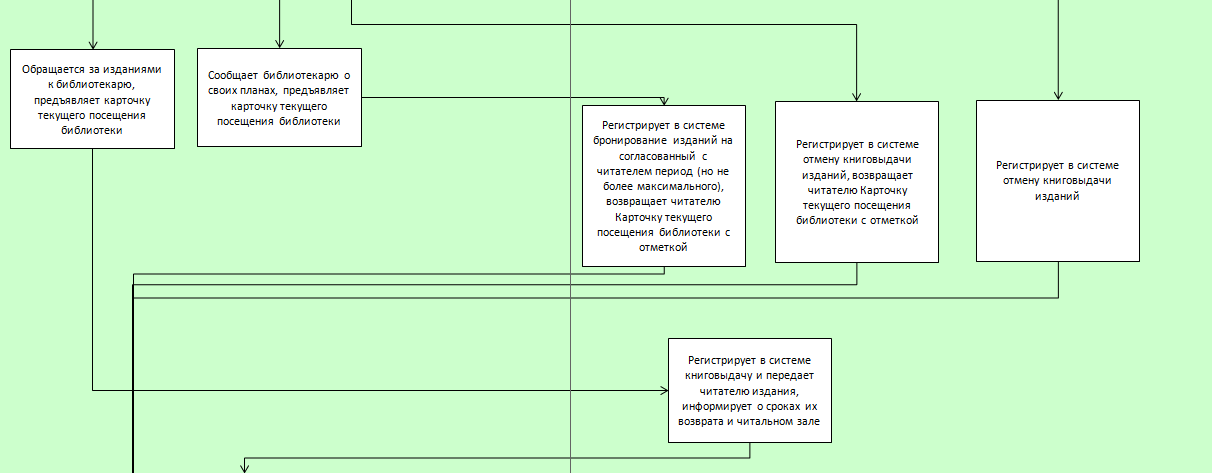 Обращается за изданиями
к библиотекарю,
предъявляет карточку
текущего посещения
библиотеки
Сообщает библиотекарю о
своих планах, предъявляет
карточку текущего
посещения библиотеки
Регистрирует в системе
бронирование изданий на
согласованный с
читателем период (но не
более максимального),
возвращает читателю
Карточку текущего
посещения библиотеки с
отметкой
Регистрирует в системе
отмену книговыдачи
изданий, возвращает
читателю Карточку
текущего посещения
библиотеки с отметкой
Регистрирует в системе
отмену книговыдачи
изданий
Регистрирует в системе
книговыдачу и передает
читателю издания,
информирует о сроках их
возврата и читальном зале